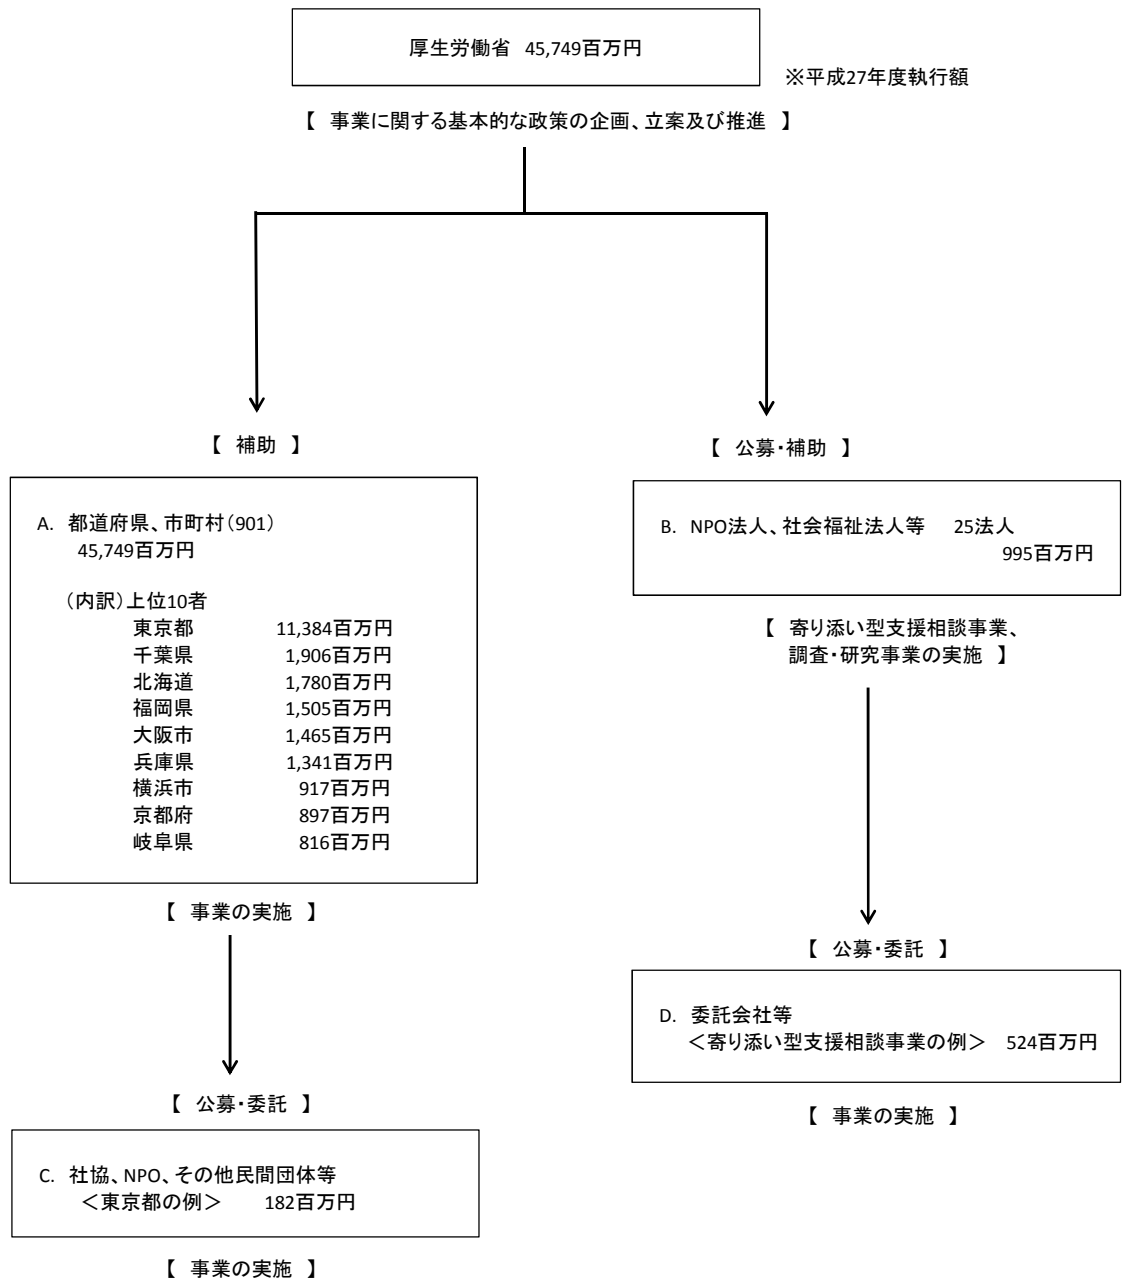 厚生労働省 45,749百万円
※平成27年度執行額
【 事業に関する基本的な政策の企画、立案及び推進 】
【 補助 】
A. 都道府県、市町村(901)
45,749百万円
(内訳)上位10者
東京都 11,384百万円
千葉県 1,906百万円
北海道 1,780百万円
福岡県 1,505百万円
大阪市 1,465百万円
兵庫県 1,341百万円
横浜市 917百万円
京都府 897百万円
岐阜県 816百万円
【 事業の実施 】
【 公募・委託 】
C. 社協、NPO、その他民間団体等
<東京都の例> 182百万円
【 事業の実施 】
【 公募・補助 】
B. NPO法人、社会福祉法人等 25法人
995百万円
【 寄り添い型支援相談事業、
調査・研究事業の実施 】
【 公募・委託 】
D. 委託会社等
<寄り添い型支援相談事業の例> 524百万円
【 事業の実施 】